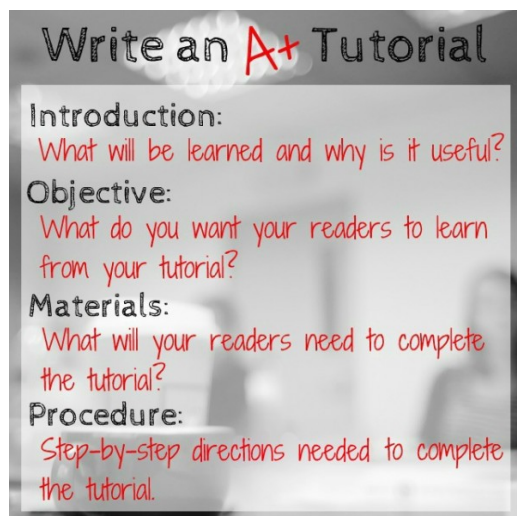 Write an A+ Tutorial
Introduction:
What will be learned and why is it useful?
Objective:
What do you want your readers to learn
from your tutorial?
Materials:
What will your readers need to complete
the tutorial?
Procedure:
Step-by-step directions needed to complete
the tutorial.